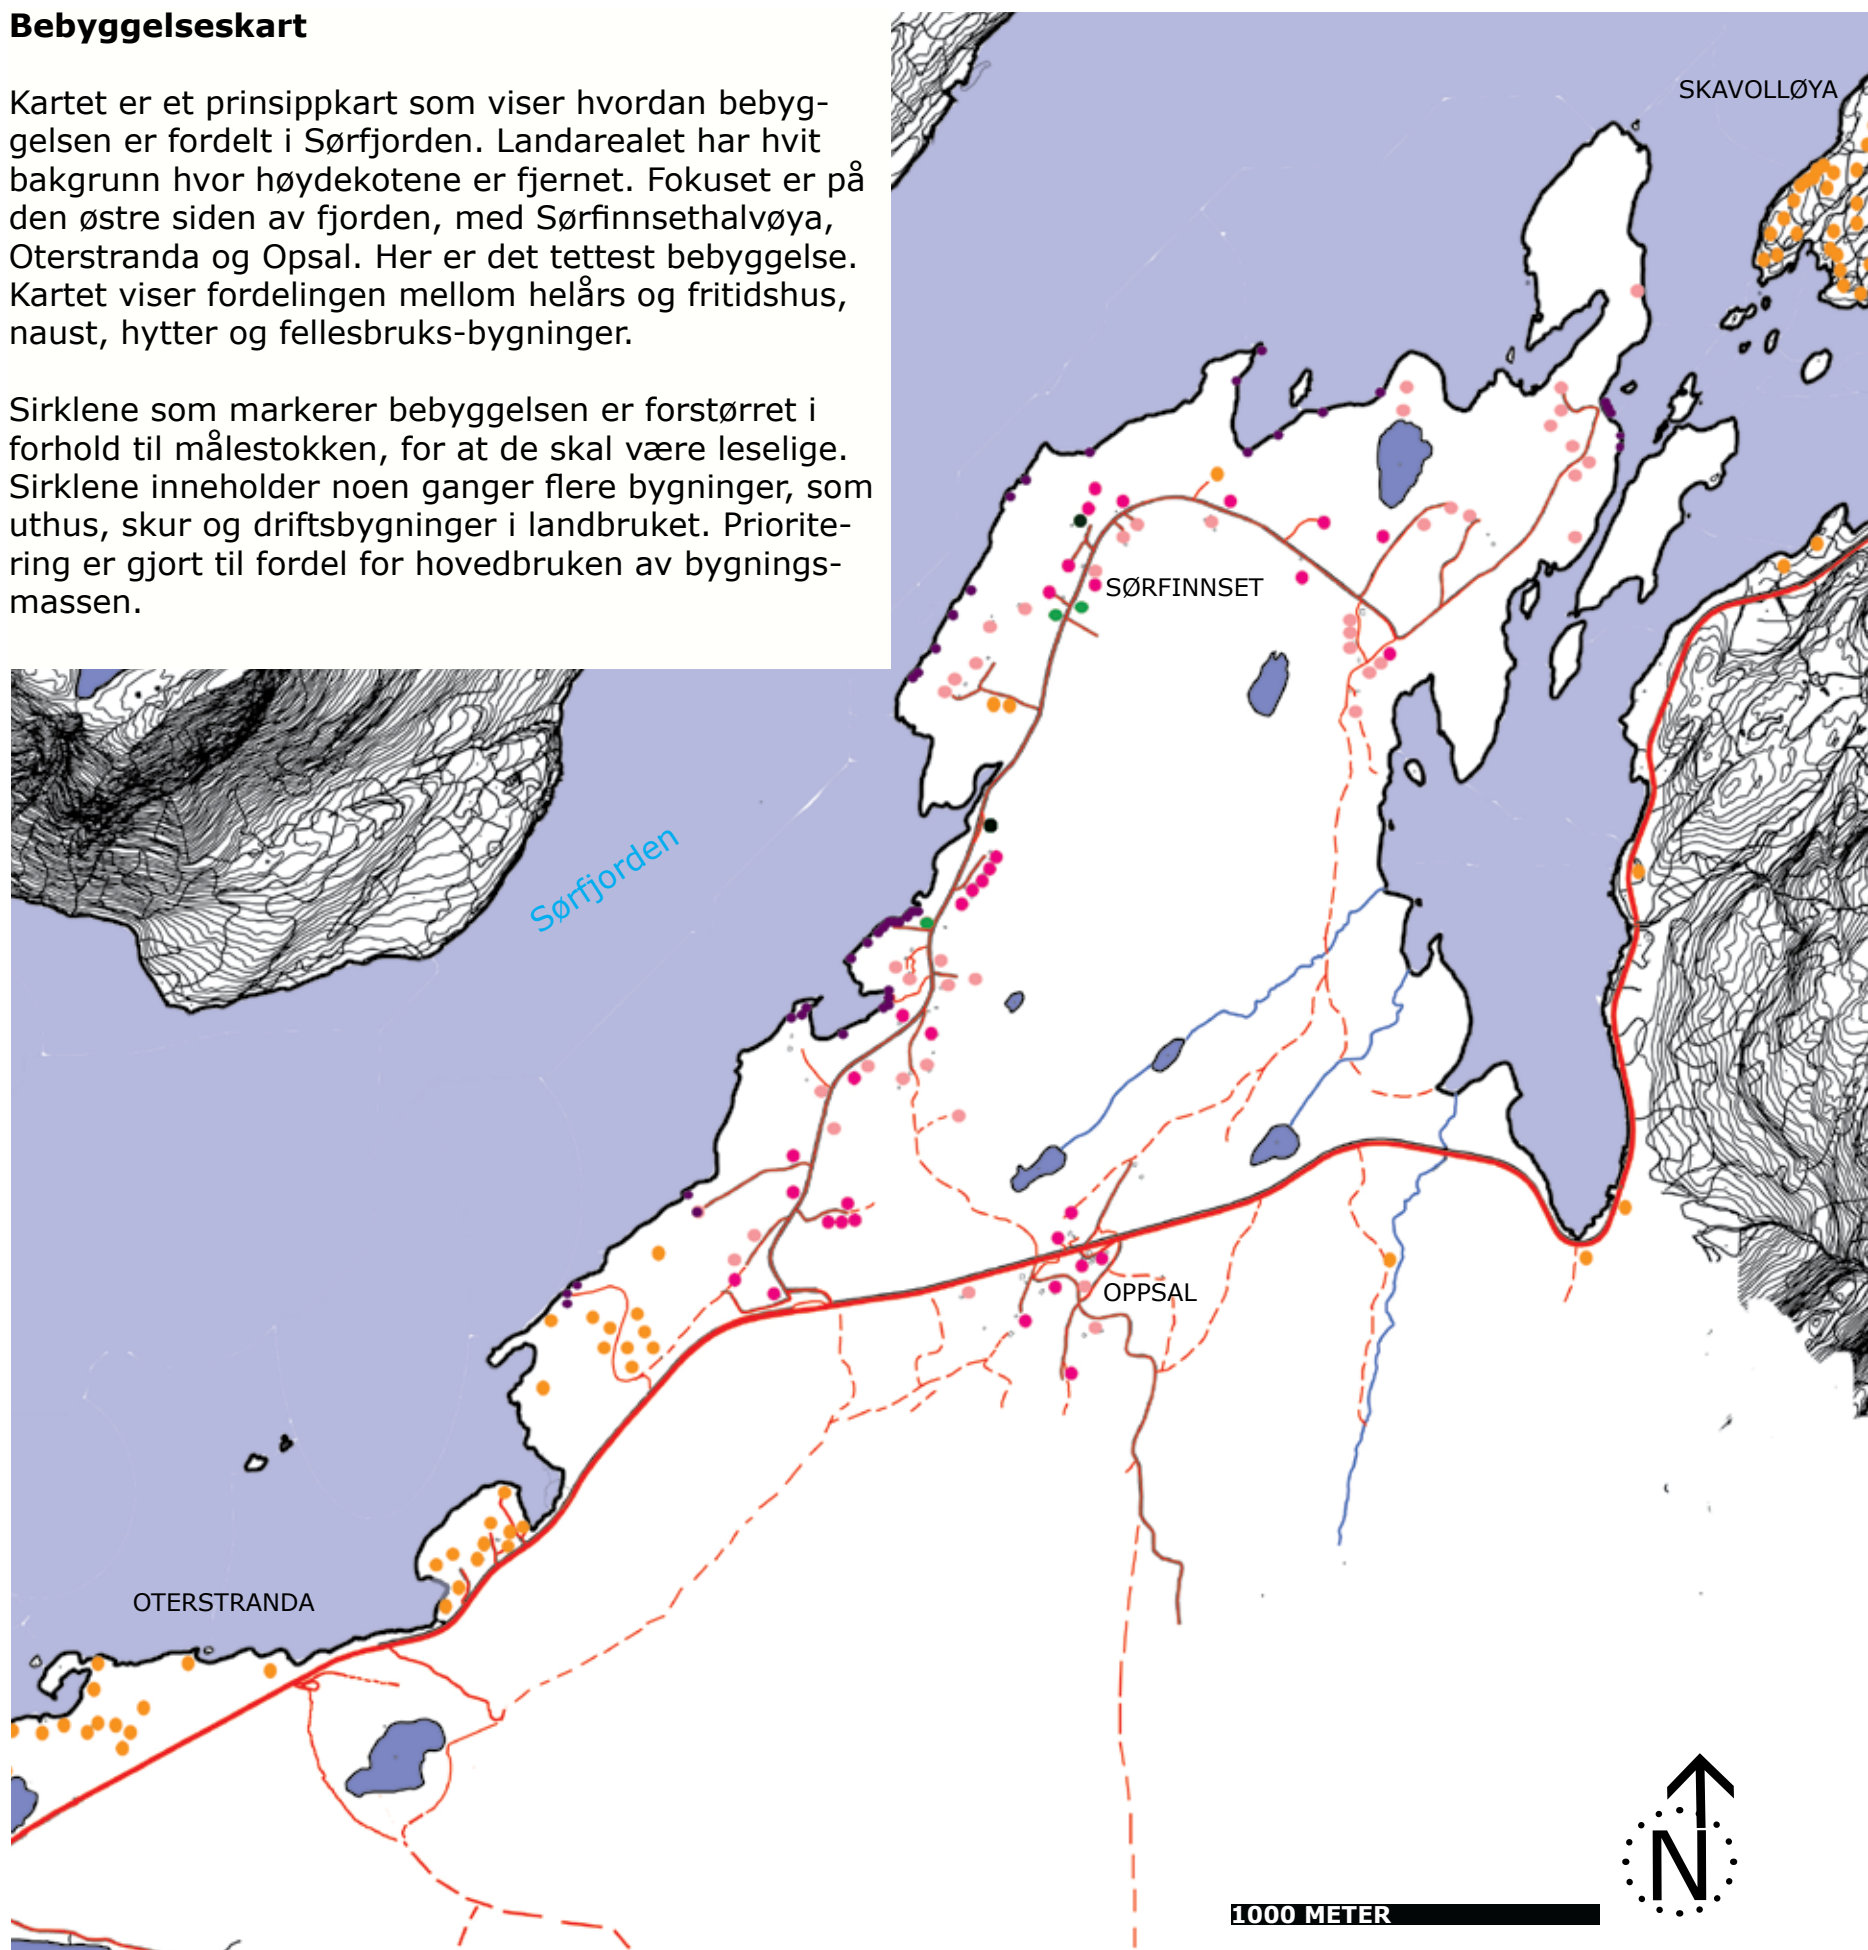 Bebyggelseskart
Kartet er et prinsippkart som viser hvordan bebyg-
gelsen er fordelt i Sørfjorden. Landarealet har hvit
bakgrunn hvor høydekotene er fjernet. Fokuset er på
den østre siden av fjorden, med Sørfinnsethalvøya,
Oterstranda og Opsal. Her er det tettest bebyggelse.
Kartet viser fordelingen mellom helårs og fritidshus,
naust, hytter og fellesbruks-bygninger.
Sirklene som markerer bebyggelsen er forstørret i
forhold til målestokken, for at de skal være leselige.
Sirklene inneholder noen ganger flere bygninger, som
uthus, skur og driftsbygninger i landbruket. Priorite-
ring er gjort til fordel for hovedbruken av bygnings-
massen.
SKAVOLLØYA
SØRFINNSET
Sørfjorden
OPPSAL
OTERSTRANDA
N
1000 METER